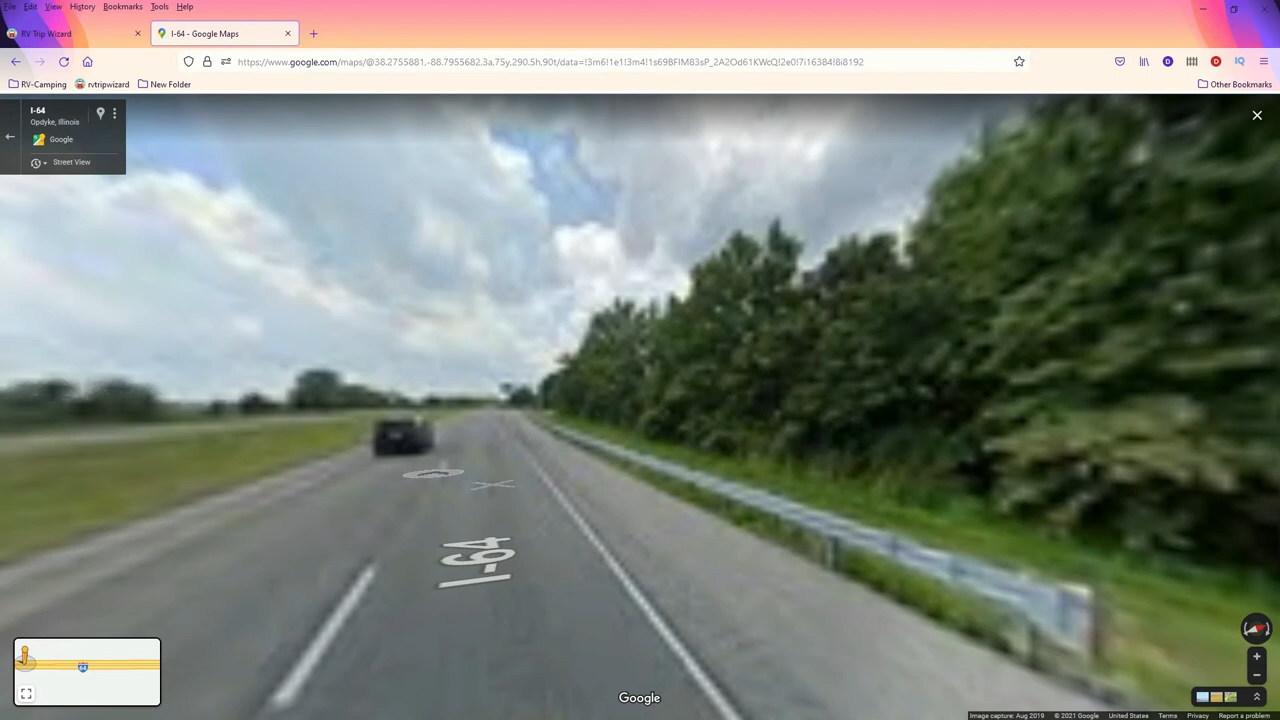 File Edit View History Bookmarks Tools Help
RV Trip Wizard
I-64 - Google Maps
https://www.google.com/maps/@38.2755881,-88.7955682.3a.75y,290.5h,90t/data=!3m6!1e1!3m4!1s69BFIM83sP_2A2Od61KWcQ!2e0!7i16384!8i8192
RV-Camping rvtripwizard New Folder Other Bookmarks
I-64
Opdyke, Illinois
Google
Street View
I-64
64
Google
Image capture: Aug 2019 © 2021 Google United States Terms Privacy Report a problem